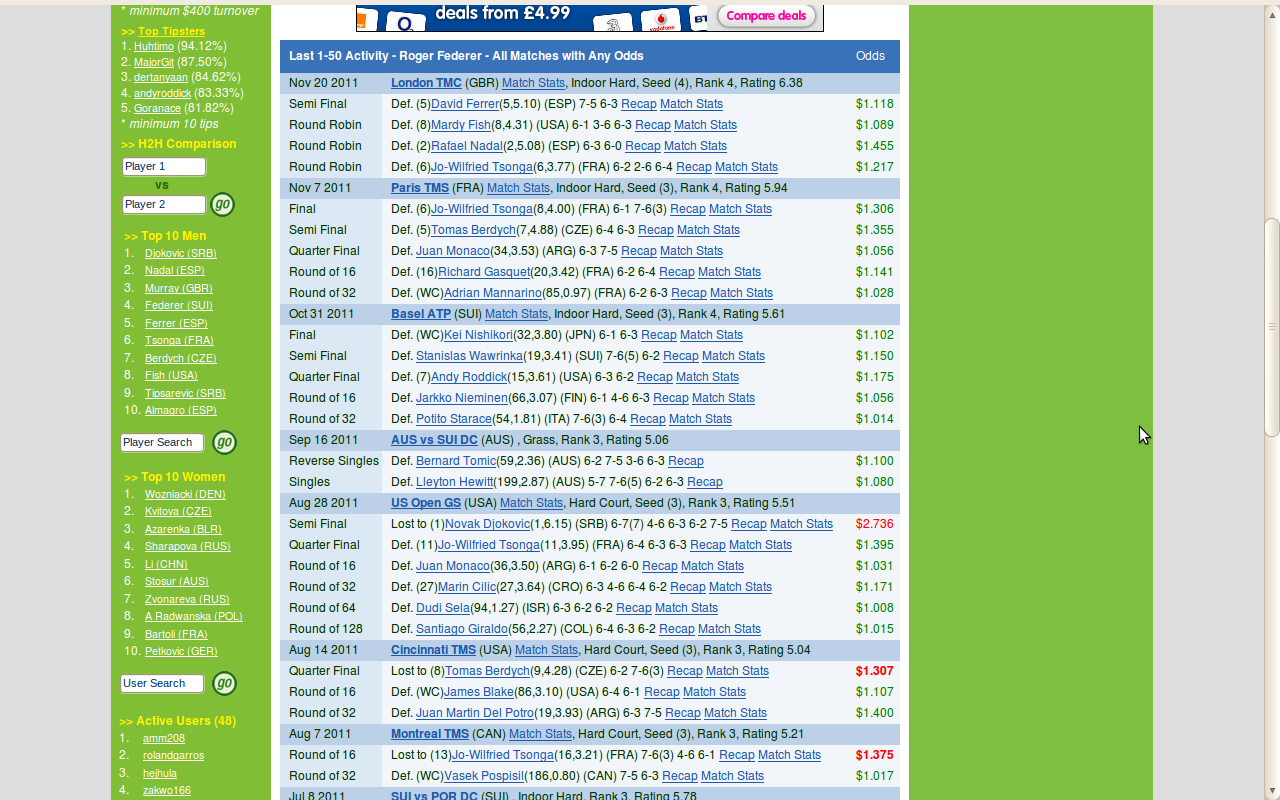 * minimum $400 turnover
>> Top Tipsters
1. Huhtimo (94.12%)
2. MajorGit (87.50%)
3. dertanyaan (84.62%)
4. andyroddick (83.33%)
5. Goranace (81.82%)
* minimum 10 tips
>> H2H Comparison
Player 1
vs
Player 2 go
>> Top 10 Men
1. Djokovic (SRB)
2. Nadal (ESP)
3. Murray (GBR)
4. Federer (SUI)
5. Ferrer (ESP)
6. Tsonga (FRA)
7. Berdych (CZE)
8. Fish (USA)
9. Tipsarevic (SRB)
10. Almagro (ESP)
Player Search go
>> Top 10 Women
1. Wozniacki (DEN)
2. Kvitova (CZE)
3. Azarenka (BLR)
4. Sharapova (RUS)
5. Li (CHN)
6. Stosur (AUS)
7. Zvonareva (RUS)
8. A Radwanska (POL)
9. Bartoli (FRA)
10. Petkovic (GER)
User Search go
>> Active Users (48)
1. amm208
2. rolandgarros
3. hejhula
4. zakwo166
deals from £4.99
O2 3 vodafone BT
Compare deals
Last 1-50 Activity - Roger Federer - All Matches with Any Odds Odds
Nov 20 2011 London TMC (GBR) Match Stats, Indoor Hard, Seed (4), Rank 4, Rating 6.38
Semi Final Def. (5)David Ferrer(5,5.10) (ESP) 7-5 6-3 Recap Match Stats $1.118
Round Robin Def. (8)Mardy Fish(8,4.31) (USA) 6-1 3-6 6-3 Recap Match Stats $1.089
Round Robin Def. (2)Rafael Nadal(2,5.08) (ESP) 6-3 6-0 Recap Match Stats $1.455
Round Robin Def. (6)Jo-Wilfried Tsonga(6,3.77) (FRA) 6-2 2-6 6-4 Recap Match Stats $1.217
Nov 7 2011 Paris TMS (FRA) Match Stats, Indoor Hard, Seed (3), Rank 4, Rating 5.94
Final Def. (6)Jo-Wilfried Tsonga(8,4.00) (FRA) 6-1 7-6(3) Recap Match Stats $1.306
Semi Final Def. (5)Tomas Berdych(7,4.88) (CZE) 6-4 6-3 Recap Match Stats $1.355
Quarter Final Def. Juan Monaco(34,3.53) (ARG) 6-3 7-5 Recap Match Stats $1.056
Round of 16 Def. (16)Richard Gasquet(20,3.42) (FRA) 6-2 6-4 Recap Match Stats $1.141
Round of 32 Def. (WC)Adrian Mannarino(85,0.97) (FRA) 6-2 6-3 Recap Match Stats $1.028
Oct 31 2011 Basel ATP (SUI) Match Stats, Indoor Hard, Seed (3), Rank 4, Rating 5.61
Final Def. (WC)Kei Nishikori(32,3.80) (JPN) 6-1 6-3 Recap Match Stats $1.102
Semi Final Def. Stanislas Wawrinka(19,3.41) (SUI) 7-6(5) 6-2 Recap Match Stats $1.150
Quarter Final Def. (7)Andy Roddick(15,3.61) (USA) 6-3 6-2 Recap Match Stats $1.175
Round of 16 Def. Jarkko Nieminen(66,3.07) (FIN) 6-1 4-6 6-3 Recap Match Stats $1.056
Round of 32 Def. Potito Starace(54,1.81) (ITA) 7-6(3) 6-4 Recap Match Stats $1.014
Sep 16 2011 AUS vs SUI DC (AUS) , Grass, Rank 3, Rating 5.06
Reverse Singles Def. Bernard Tomic(59,2.36) (AUS) 6-2 7-5 3-6 6-3 Recap $1.100
Singles Def. Lleyton Hewitt(199,2.87) (AUS) 5-7 7-6(5) 6-2 6-3 Recap $1.080
Aug 28 2011 US Open GS (USA) Match Stats, Hard Court, Seed (3), Rank 3, Rating 5.51
Semi Final Lost to (1)Novak Djokovic(1,6.15) (SRB) 6-7(7) 4-6 6-3 6-2 7-5 Recap Match Stats $2.736
Quarter Final Def. (11)Jo-Wilfried Tsonga(11,3.95) (FRA) 6-4 6-3 6-3 Recap Match Stats $1.395
Round of 16 Def. Juan Monaco(36,3.50) (ARG) 6-1 6-2 6-0 Recap Match Stats $1.031
Round of 32 Def. (27)Marin Cilic(27,3.64) (CRO) 6-3 4-6 6-4 6-2 Recap Match Stats $1.171
Round of 64 Def. Dudi Sela(94,1.27) (ISR) 6-3 6-2 6-2 Recap Match Stats $1.008
Round of 128 Def. Santiago Giraldo(56,2.27) (COL) 6-4 6-3 6-2 Recap Match Stats $1.015
Aug 14 2011 Cincinnati TMS (USA) Match Stats, Hard Court, Seed (3), Rank 3, Rating 5.04
Quarter Final Lost to (8)Tomas Berdych(9,4.28) (CZE) 6-2 7-6(3) Recap Match Stats $1.307
Round of 16 Def. (WC)James Blake(86,3.10) (USA) 6-4 6-1 Recap Match Stats $1.107
Round of 32 Def. Juan Martin Del Potro(19,3.93) (ARG) 6-3 7-5 Recap Match Stats $1.400
Aug 7 2011 Montreal TMS (CAN) Match Stats, Hard Court, Seed (3), Rank 3, Rating 5.21
Round of 16 Lost to (13)Jo-Wilfried Tsonga(16,3.21) (FRA) 7-6(3) 4-6 6-1 Recap Match Stats $1.375
Round of 32 Def. (WC)Vasek Pospisil(186,0.80) (CAN) 7-5 6-3 Recap Match Stats $1.017
Jul 8 2011 SUI vs POR DC (SUI) , Indoor Hard, Rank 3, Rating 5.78